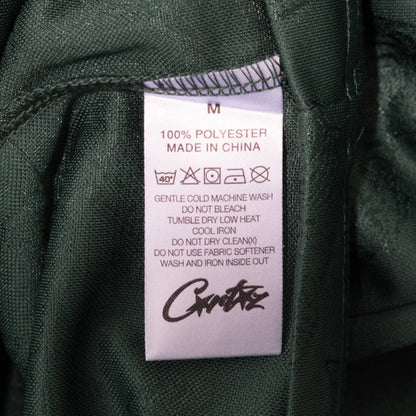 M
100% POLYESTER
MADE IN CHINA
40°
GENTLE COLD MACHINE WASH
DO NOT BLEACH
TUMBLE DRY LOW HEAT
COOL IRON
DO NOT DRY CLEAN(X)
DO NOT USE FABRIC SOFTENER
WASH AND IRON INSIDE OUT
Corteiz